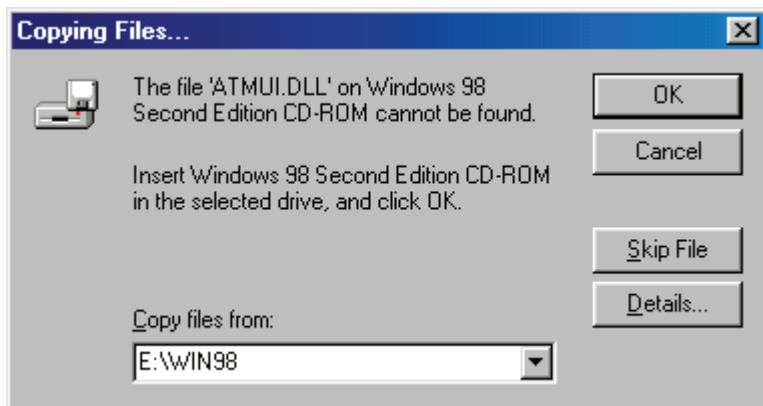 Copying Files...
The file 'ATMUI.DLL' on Windows 98
Second Edition CD-ROM cannot be found.
Insert Windows 98 Second Edition CD-ROM
in the selected drive, and click OK.
Copy files from:
E:\WIN98
OK
Cancel
Skip File
Details...